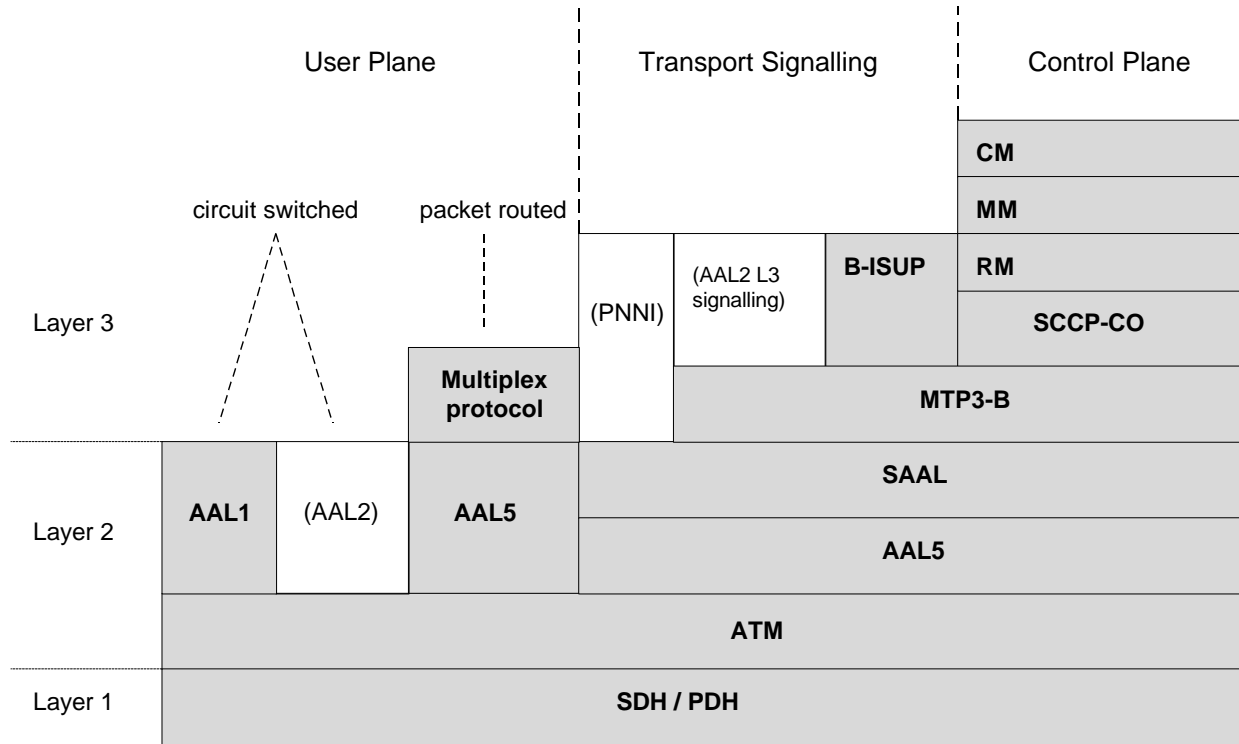 User Plane
Transport Signalling
Control Plane
CM
circuit switched
packet routed
MM
(PNNI)
(AAL2 L3
signalling)
B-ISUP
RM
Layer 3
SCCP-CO
Multiplex
protocol
MTP3-B
SAAL
Layer 2
AAL1
(AAL2)
AAL5
AAL5
ATM
Layer 1
SDH / PDH